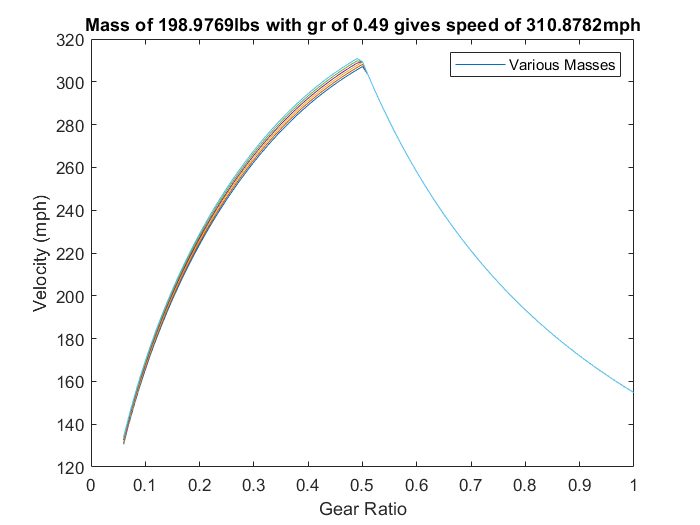 Mass of 198.9769lbs with gr of 0.49 gives speed of 310.8782mph
320
300
280
260
240
220
200
180
160
140
120
Velocity (mph)
Various Masses
0 0.1 0.2 0.3 0.4 0.5 0.6 0.7 0.8 0.9 1
Gear Ratio